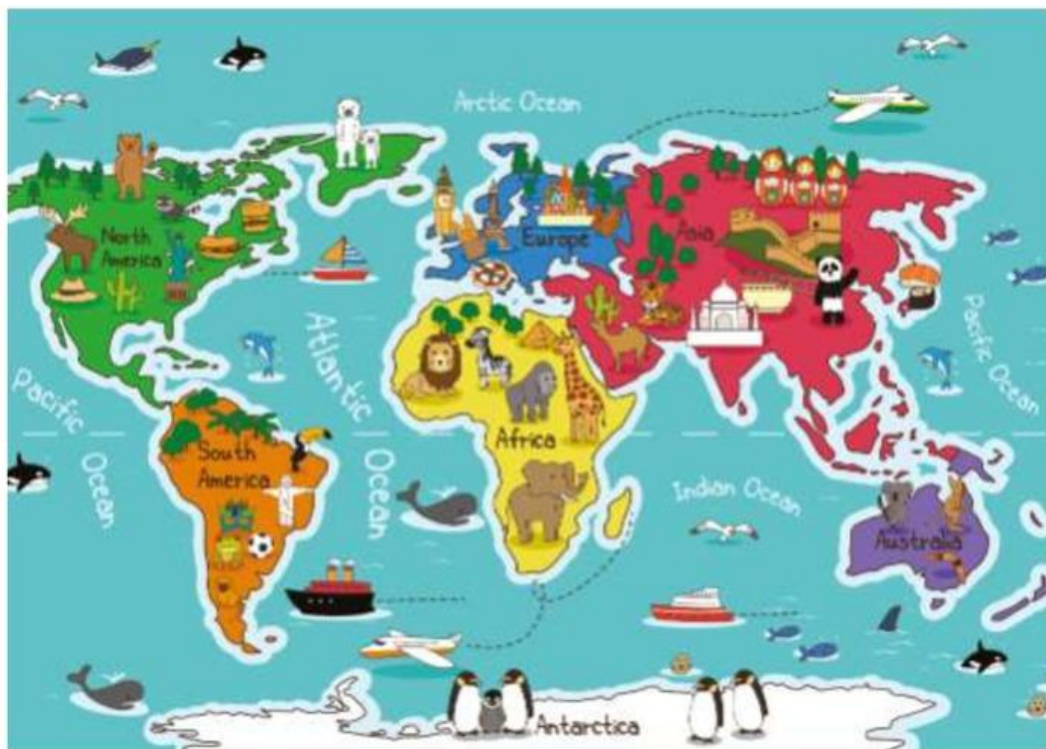 Arctic Ocean
North
America
Europe
Asia
Atlantic
Ocean
Pacific
Ocean
Pacific Ocean
Africa
South
America
Indian Ocean
Australia
Antarctica